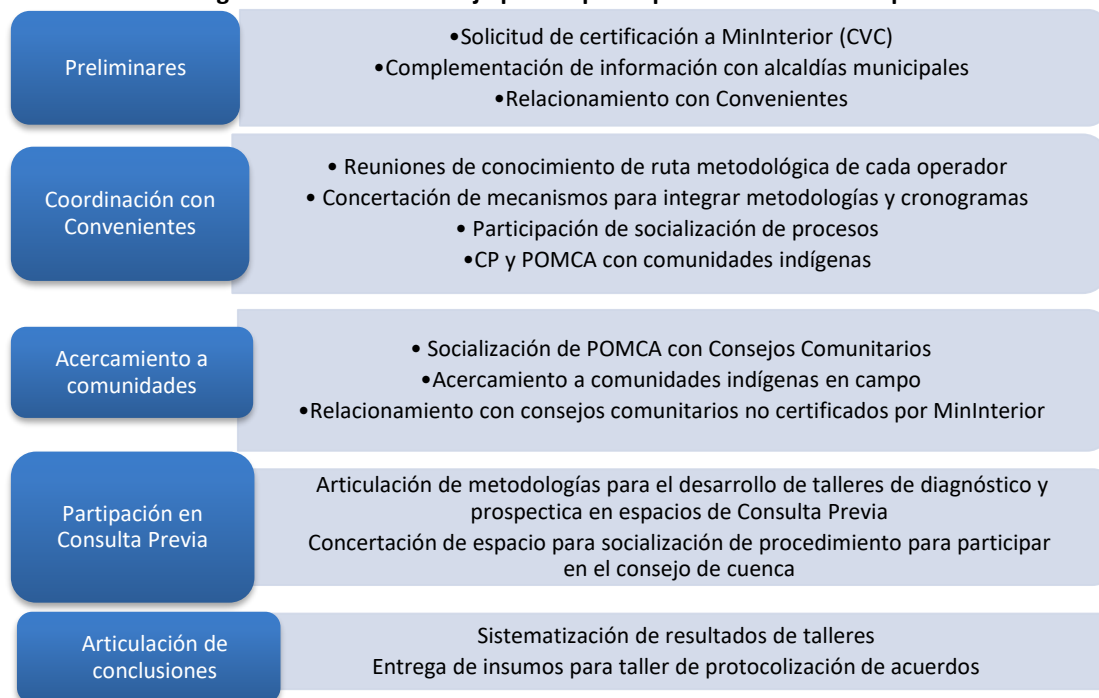 Preliminares
•Solicitud de certificación a MinInterior (CVC)
•Complementación de información con alcaldías municipales
•Relacionamiento con Convenientes
Coordinación con
Convenientes
• Reuniones de conocimiento de ruta metodológica de cada operador
• Concertación de mecanismos para integrar metodologías y cronogramas
• Participación de socialización de procesos
•CP y POMCA con comunidades indígenas
Acercamiento a
comunidades
• Socialización de POMCA con Consejos Comunitarios
•Acercamiento a comunidades indígenas en campo
•Relacionamiento con consejos comunitarios no certificados por MinInterior
Partipación en
Consulta Previa
Articulación de metodologías para el desarrollo de talleres de diagnóstico y
prospectica en espacios de Consulta Previa
Concertación de espacio para socialización de procedimiento para participar
en el consejo de cuenca
Articulación de
conclusiones
Sistematización de resultados de talleres
Entrega de insumos para taller de protocolización de acuerdos